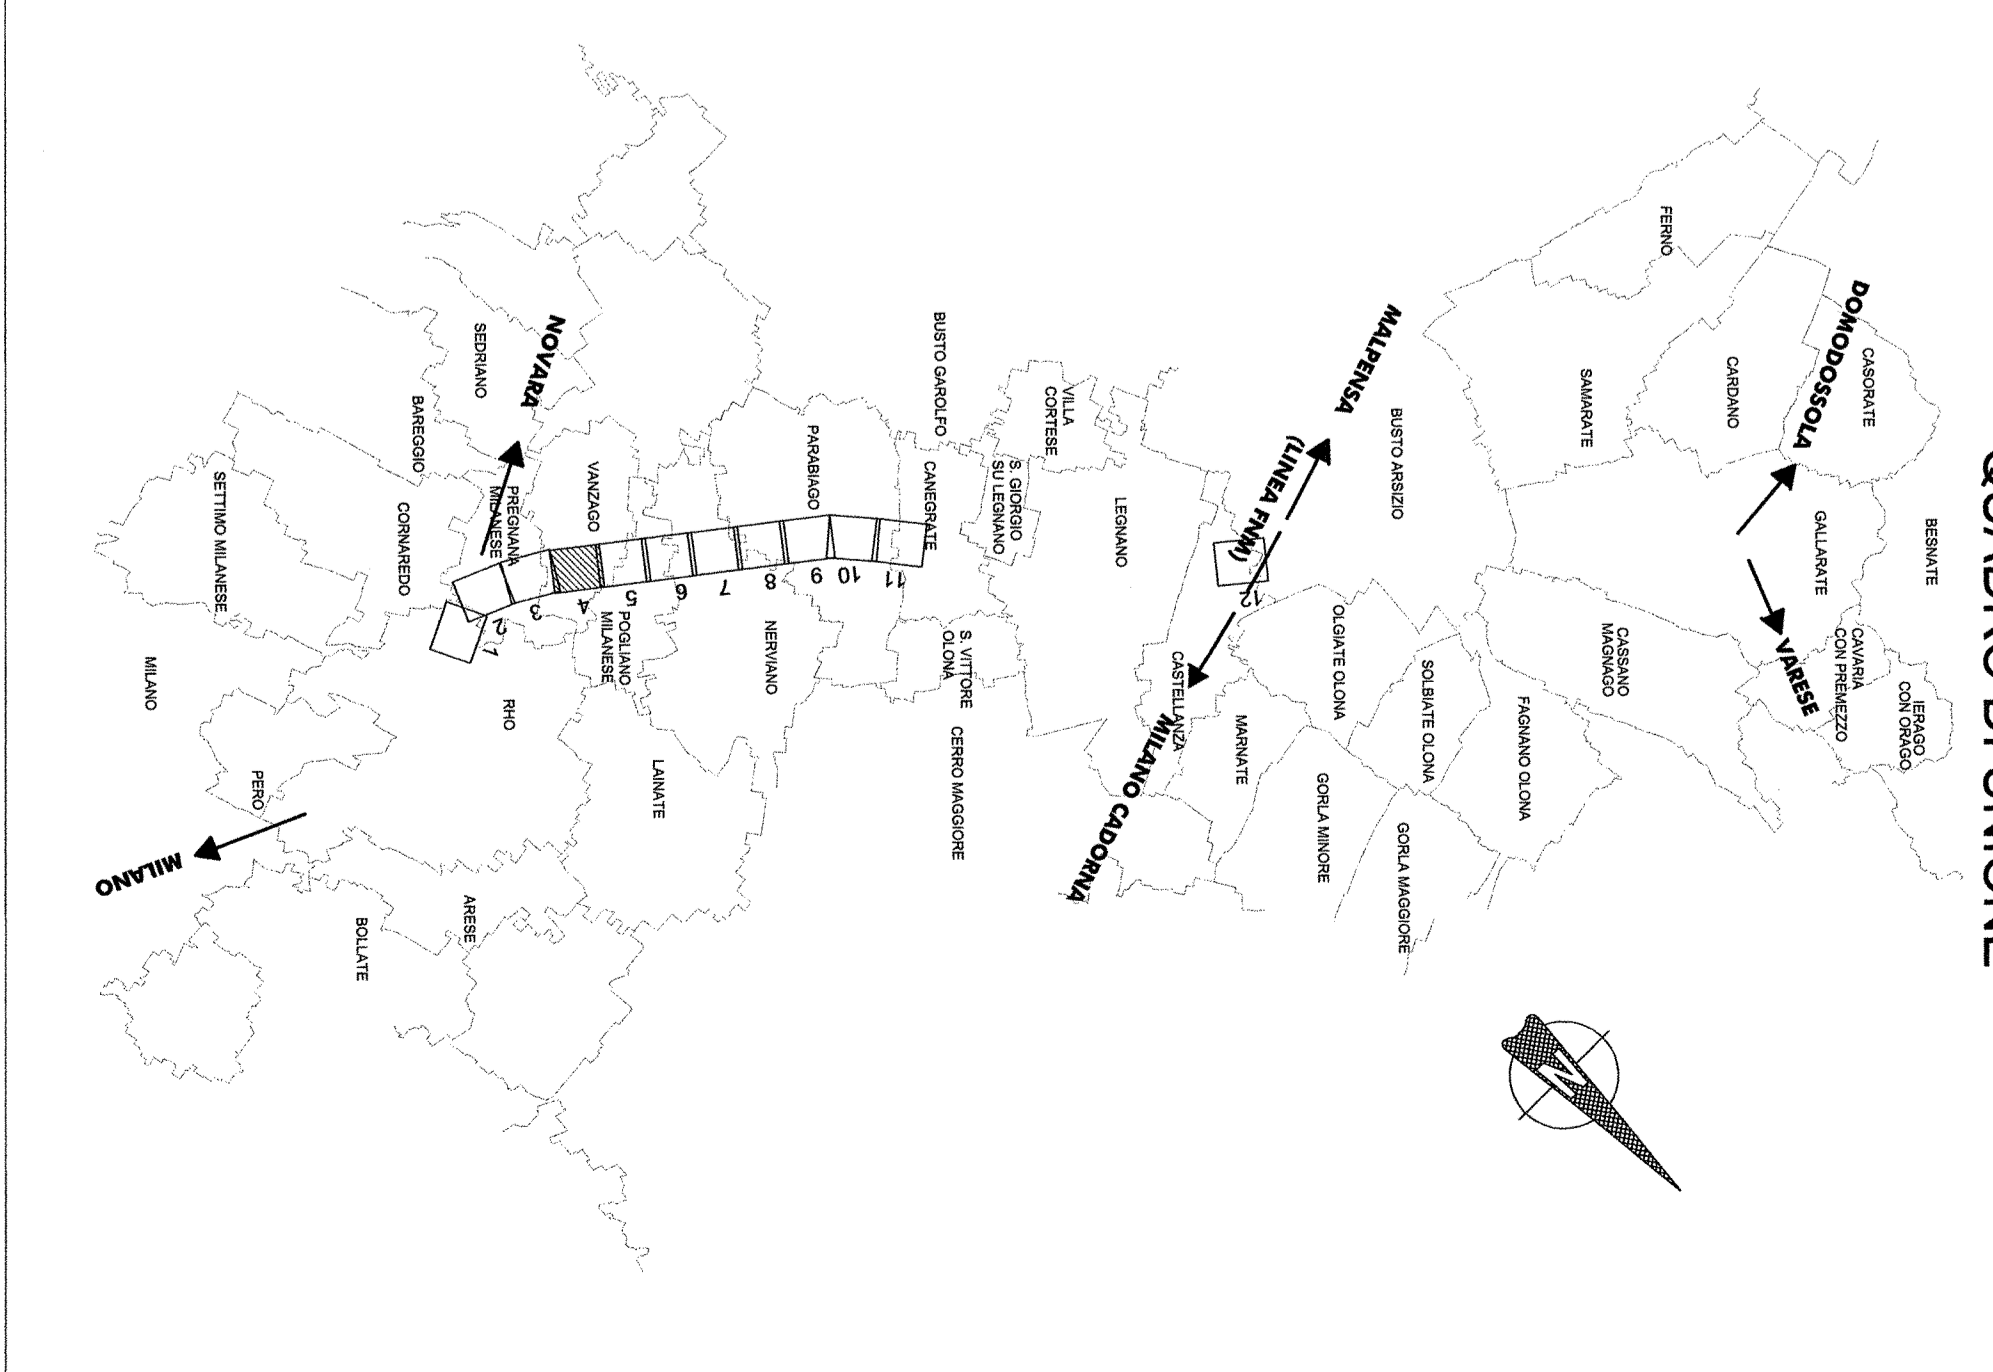 QUADRO DI UNIONE
BESNATE
IERAGO
CON ORAGO
CAVARIA
CON PREMEZZO
CASORATE
DOMODOSSOLA
GALLARATE
VARESE
CARDANO
FERNO
SAMARATE
CASSANO
MAGNAGO
FAGNANO OLONA
SOLBIATE OLONA
GORLA MAGGIORE
BUSTO ARSIZIO
MALPENSA
(LINEA FNM)
OLGIATE OLONA
GORLA MINORE
MARNATE
12
CASTELLANZA
MILANO CADORNA
LEGNANO
VILLA
CORTESE
S. GIORGIO
SU LEGNANO
BUSTO GAROLFO
CANEGRATE
S. VITTORE
OLONA
CERRO MAGGIORE
11
10
9
8
7
6
5
4
3
2
1
PARABIAGO
NERVIANO
VANZAGO
POGLIANO
MILANESE
LAINATE
NOVARA
PREGNANA
MILANESE
SEDRIANO
BAREGGIO
CORNAREDO
RHO
ARESE
BOLLATE
SETTIMO MILANESE
PERO
MILANO
MILANO
N